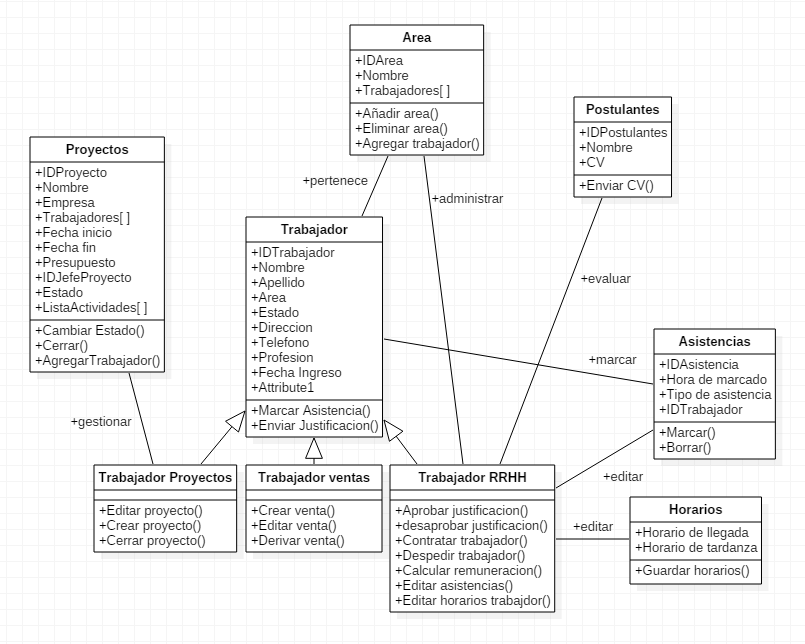 Area
+IDArea
+Nombre
+Trabajadores[ ]
+Añadir area()
+Eliminar area()
+Agregar trabajador()
Postulantes
+IDPostulantes
+Nombre
+CV
+Enviar CV()
Proyectos
+IDProyecto
+Nombre
+Empresa
+Trabajadores[ ]
+Fecha inicio
+Fecha fin
+Presupuesto
+IDJefeProyecto
+Estado
+ListaActividades[ ]
+Cambiar Estado()
+Cerrar()
+AgregarTrabajador()
+pertenece
+administrar
Trabajador
+IDTrabajador
+Nombre
+Apellido
+Area
+Estado
+Direccion
+Telefono
+Profesion
+Fecha Ingreso
+Attribute1
+Marcar Asistencia()
+Enviar Justificacion()
+evaluar
+marcar
Asistencias
+IDAsistencia
+Hora de marcado
+Tipo de asistencia
+IDTrabajador
+Marcar()
+Borrar()
+gestionar
+editar
Trabajador Proyectos
+Editar proyecto()
+Crear proyecto()
+Cerrar proyecto()
Trabajador ventas
+Crear venta()
+Editar venta()
+Derivar venta()
Trabajador RRHH
+Aprobar justificacion()
+desaprobar justificacion()
+Contratar trabajador()
+Despedir trabajador()
+Calcular remuneracion()
+Editar asistencias()
+Editar horarios trabajdor()
+editar
Horarios
+Horario de llegada
+Horario de tardanza
+Guardar horarios()